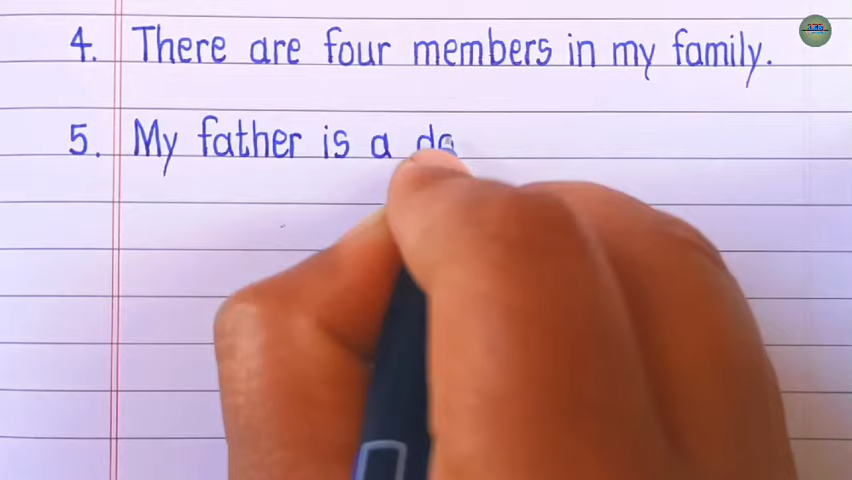 4. There are four members in my family.
5. My father is a